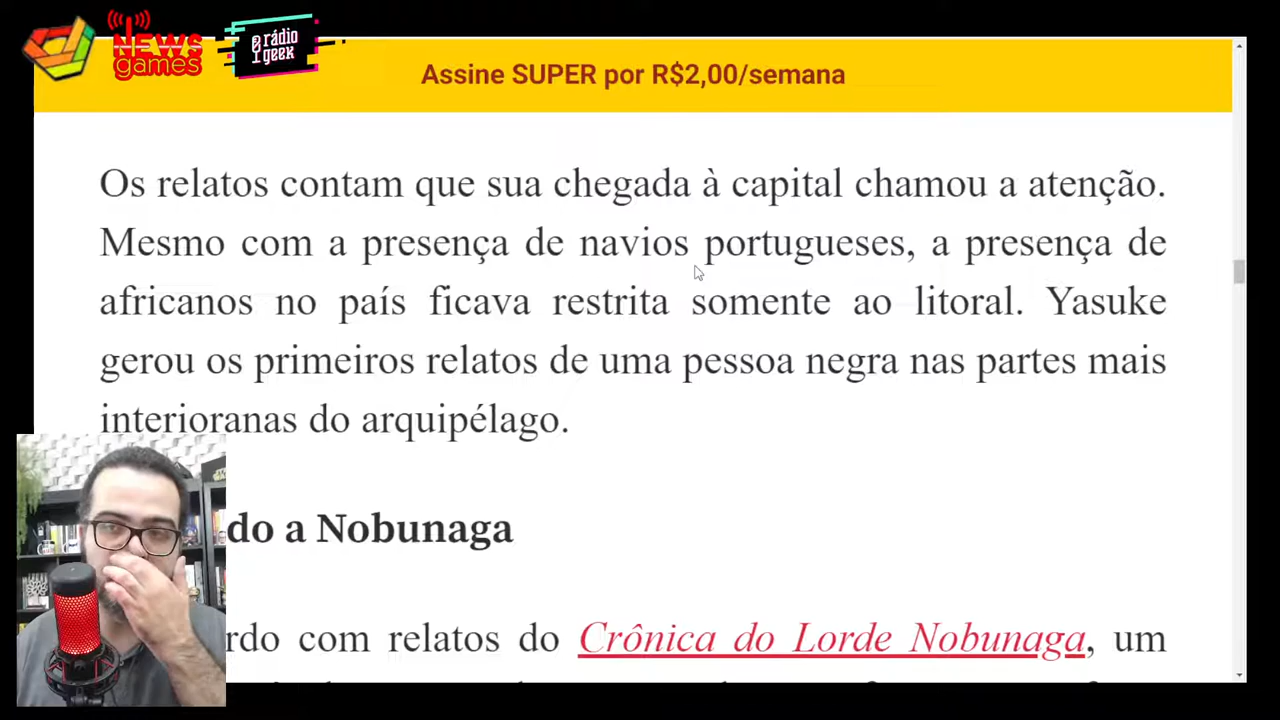 NEWS
games
rádio
geek
Assine SUPER por R$2,00/semana
Os relatos contam que sua chegada à capital chamou a atenção.
Mesmo com a presença de navios portugueses, a presença de
africanos no país ficava restrita somente ao litoral. Yasuke
gerou os primeiros relatos de uma pessoa negra nas partes mais
interioranas do arquipélago.
do a Nobunaga
rdo com relatos do Crônica do Lorde Nobunaga, um